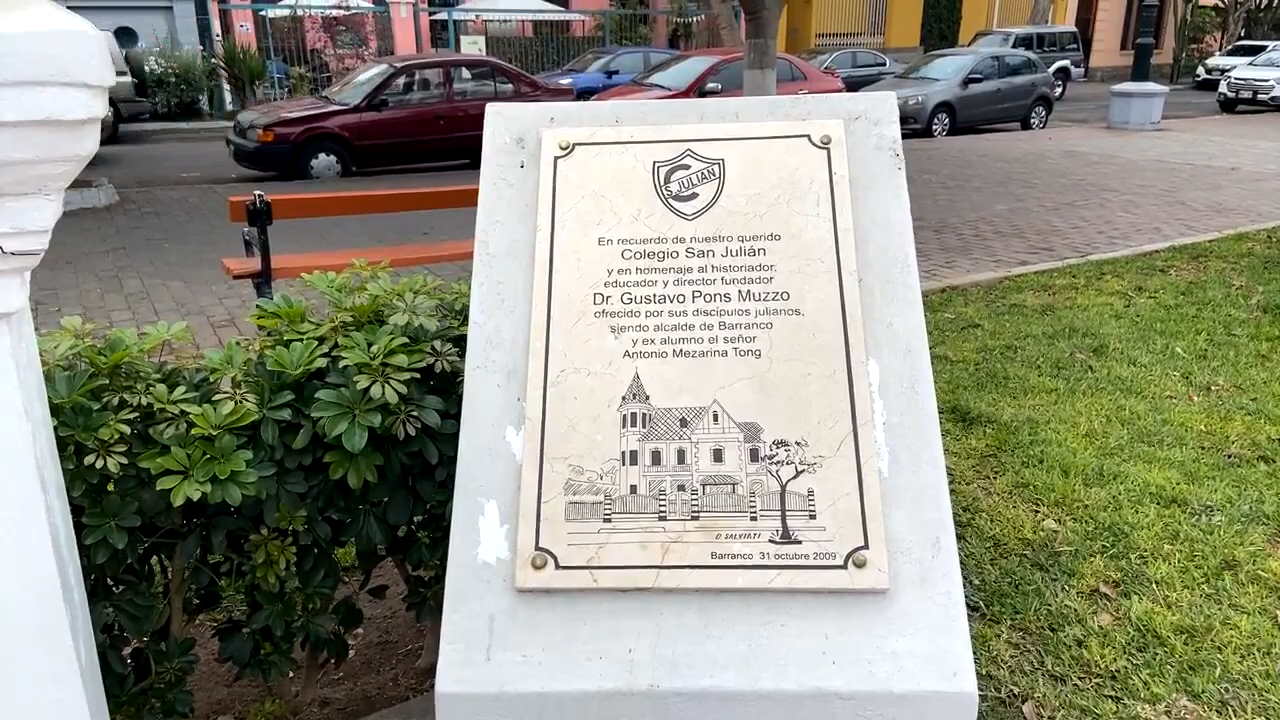 S. JULIAN
En recuerdo de nuestro querido
Colegio San Julián
y en homenaje al historiador,
educador y director fundador
Dr. Gustavo Pons Muzzo
ofrecido por sus discípulos julianos,
siendo alcalde de Barranco
y ex alumno el señor
Antonio Mezarina Tong
D. SALVIATI
Barranco 31 octubre 2009